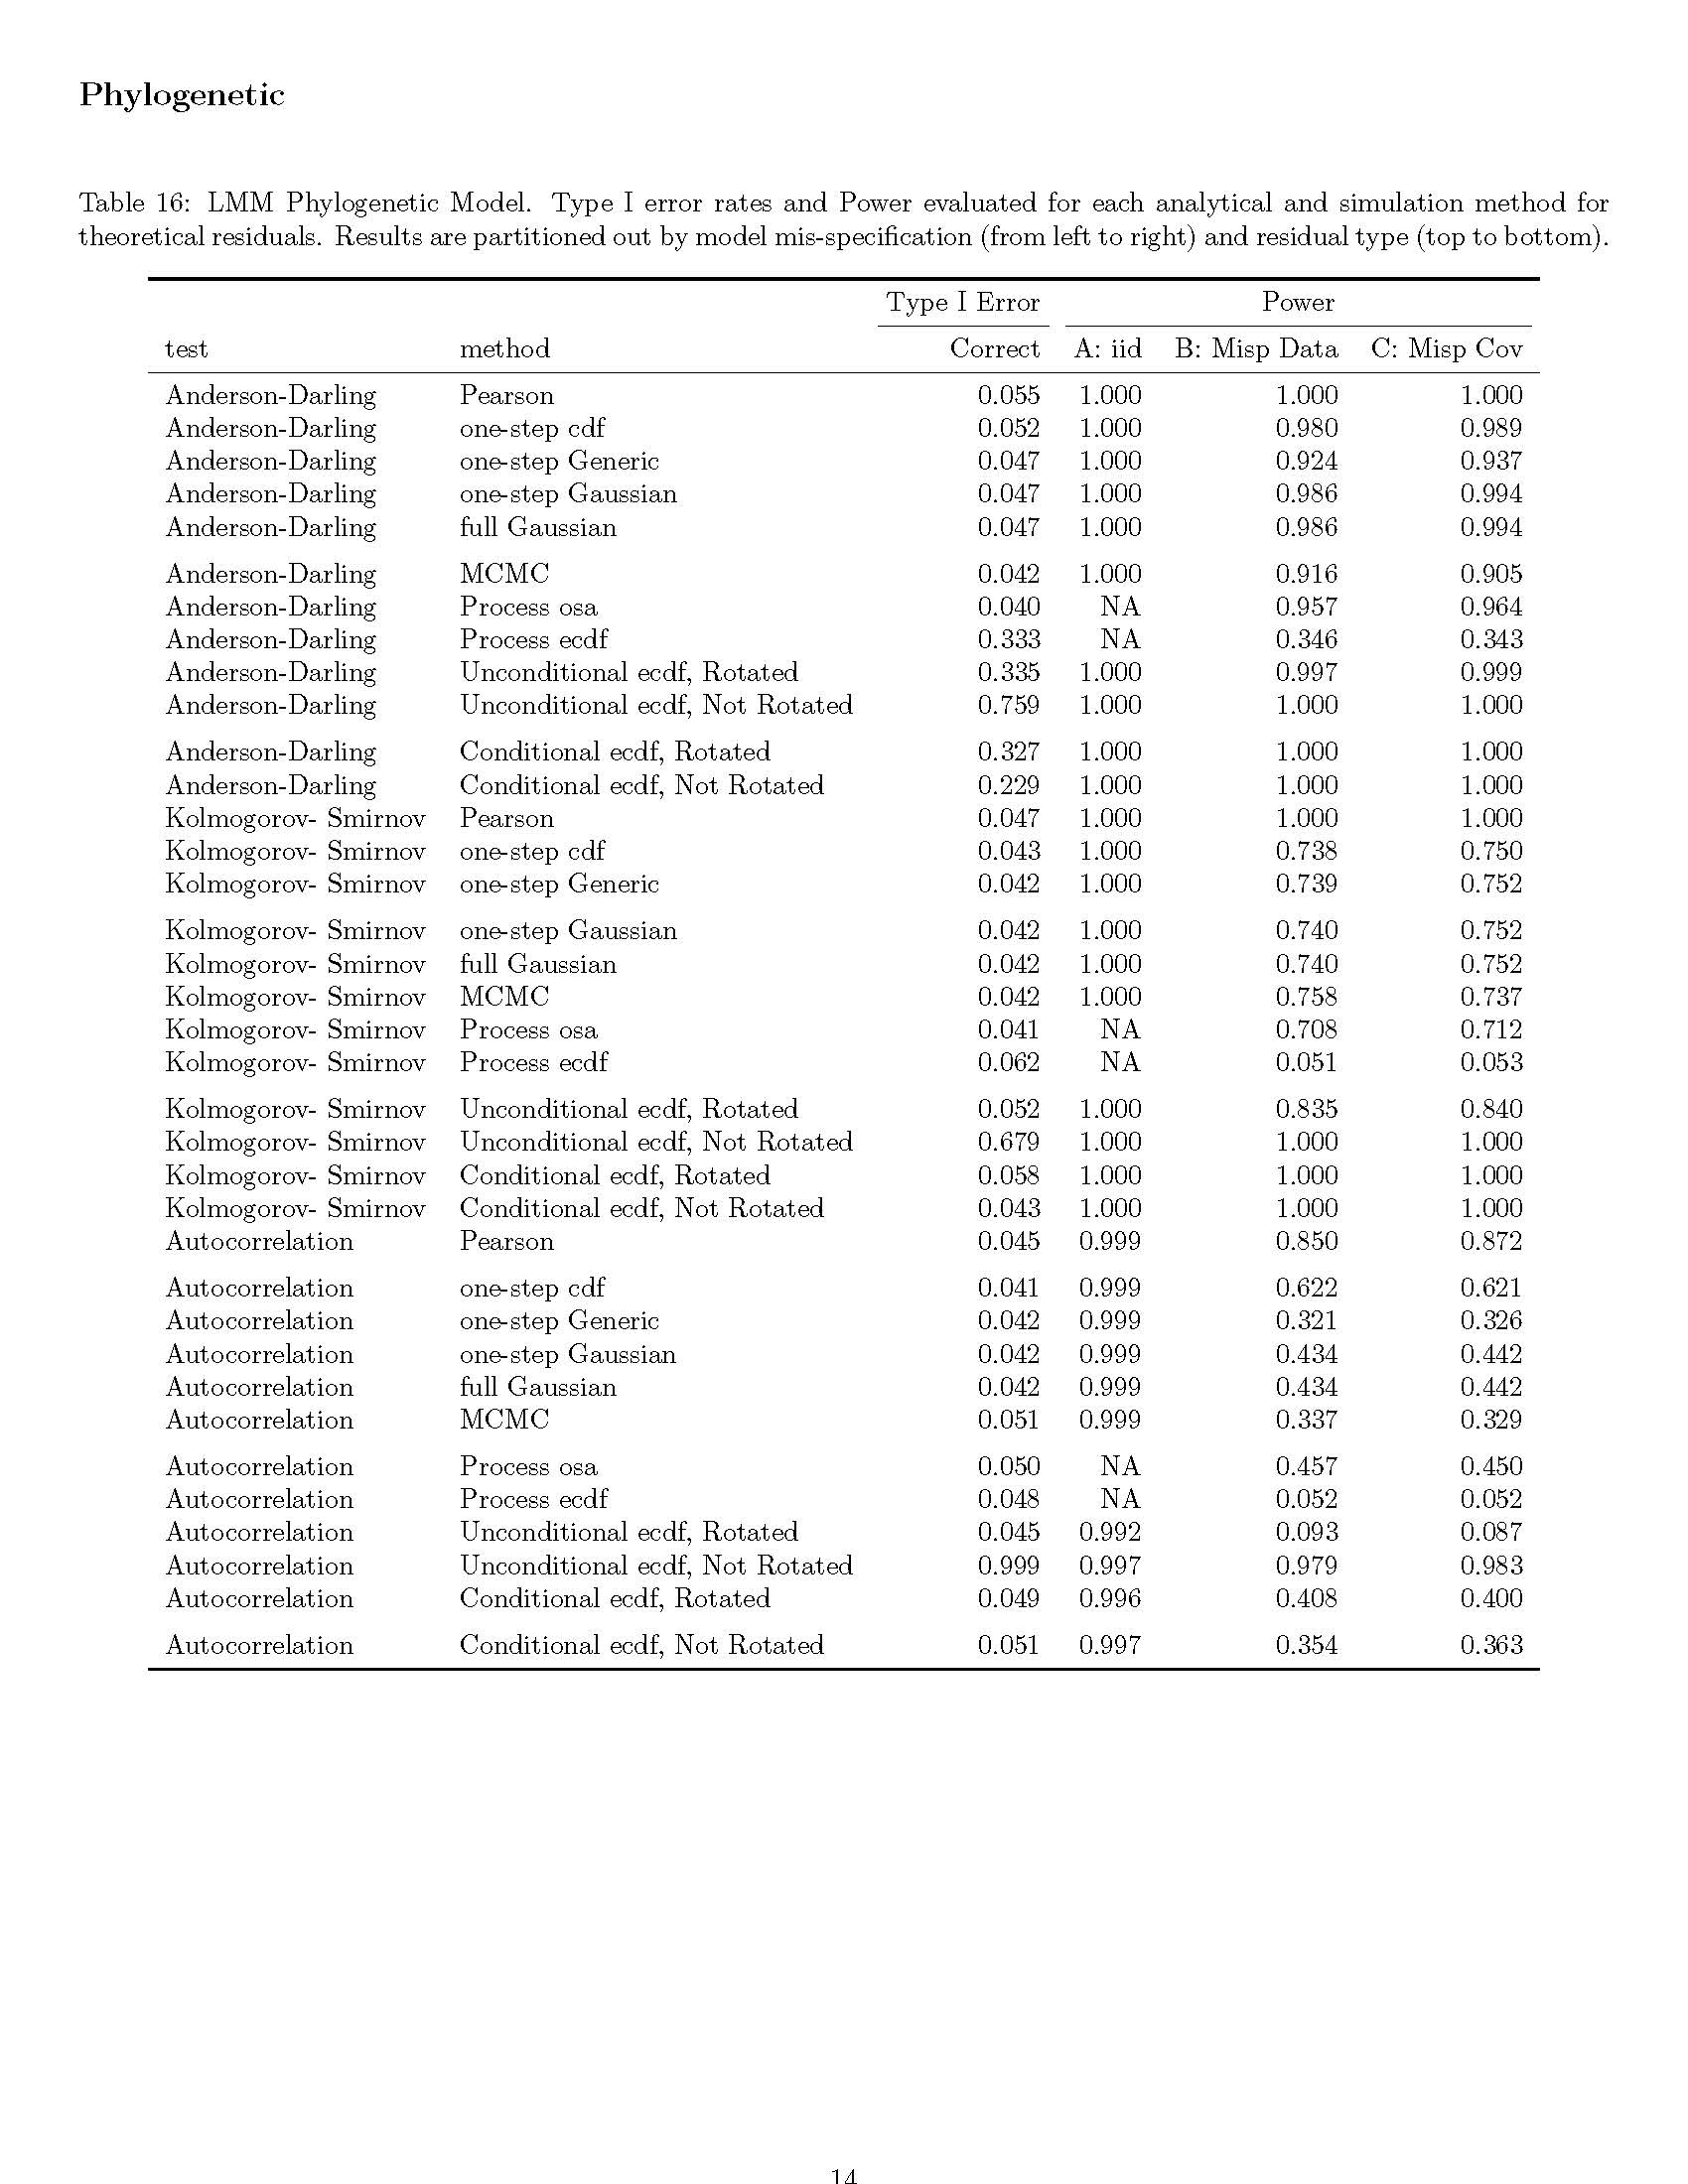 Phylogenetic
Table 16: LMM Phylogenetic Model. Type I error rates and Power evaluated for each analytical and simulation method for
theoretical residuals. Results are partitioned out by model mis-specification (from left to right) and residual type (top to bottom).
Type I Error Power
test method Correct A: iid B: Misp Data C: Misp Cov
Anderson-Darling Pearson 0.055 1.000 1.000 1.000
Anderson-Darling one-step cdf 0.052 1.000 0.980 0.989
Anderson-Darling one-step Generic 0.047 1.000 0.924 0.937
Anderson-Darling one-step Gaussian 0.047 1.000 0.986 0.994
Anderson-Darling full Gaussian 0.047 1.000 0.986 0.994
Anderson-Darling MCMC 0.042 1.000 0.916 0.905
Anderson-Darling Process osa 0.040 NA 0.957 0.964
Anderson-Darling Process ecdf 0.333 NA 0.346 0.343
Anderson-Darling Unconditional ecdf, Rotated 0.335 1.000 0.997 0.999
Anderson-Darling Unconditional ecdf, Not Rotated 0.759 1.000 1.000 1.000
Anderson-Darling Conditional ecdf, Rotated 0.327 1.000 1.000 1.000
Anderson-Darling Conditional ecdf, Not Rotated 0.229 1.000 1.000 1.000
Kolmogorov- Smirnov Pearson 0.047 1.000 1.000 1.000
Kolmogorov- Smirnov one-step cdf 0.043 1.000 0.738 0.750
Kolmogorov- Smirnov one-step Generic 0.042 1.000 0.739 0.752
Kolmogorov- Smirnov one-step Gaussian 0.042 1.000 0.740 0.752
Kolmogorov- Smirnov full Gaussian 0.042 1.000 0.740 0.752
Kolmogorov- Smirnov MCMC 0.042 1.000 0.758 0.737
Kolmogorov- Smirnov Process osa 0.041 NA 0.708 0.712
Kolmogorov- Smirnov Process ecdf 0.062 NA 0.051 0.053
Kolmogorov- Smirnov Unconditional ecdf, Rotated 0.052 1.000 0.835 0.840
Kolmogorov- Smirnov Unconditional ecdf, Not Rotated 0.679 1.000 1.000 1.000
Kolmogorov- Smirnov Conditional ecdf, Rotated 0.058 1.000 1.000 1.000
Kolmogorov- Smirnov Conditional ecdf, Not Rotated 0.043 1.000 1.000 1.000
Autocorrelation Pearson 0.045 0.999 0.850 0.872
Autocorrelation one-step cdf 0.041 0.999 0.622 0.621
Autocorrelation one-step Generic 0.042 0.999 0.321 0.326
Autocorrelation one-step Gaussian 0.042 0.999 0.434 0.442
Autocorrelation full Gaussian 0.042 0.999 0.434 0.442
Autocorrelation MCMC 0.051 0.999 0.337 0.329
Autocorrelation Process osa 0.050 NA 0.457 0.450
Autocorrelation Process ecdf 0.048 NA 0.052 0.052
Autocorrelation Unconditional ecdf, Rotated 0.045 0.992 0.093 0.087
Autocorrelation Unconditional ecdf, Not Rotated 0.999 0.997 0.979 0.983
Autocorrelation Conditional ecdf, Rotated 0.049 0.996 0.408 0.400
Autocorrelation Conditional ecdf, Not Rotated 0.051 0.997 0.354 0.363
14